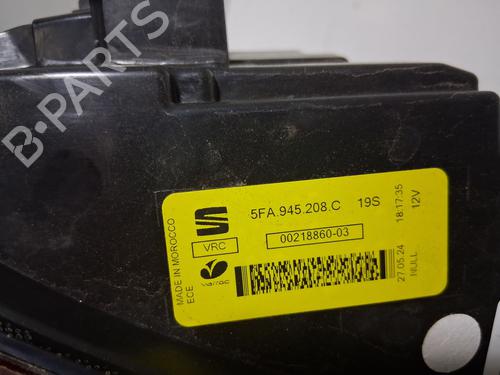 B-PARTS
5FA.945.208.C 19S
VRC
00218860-03
varroc
MADE IN MOROCCO
ECE
18:17:35 12V
27.05.24 NULL